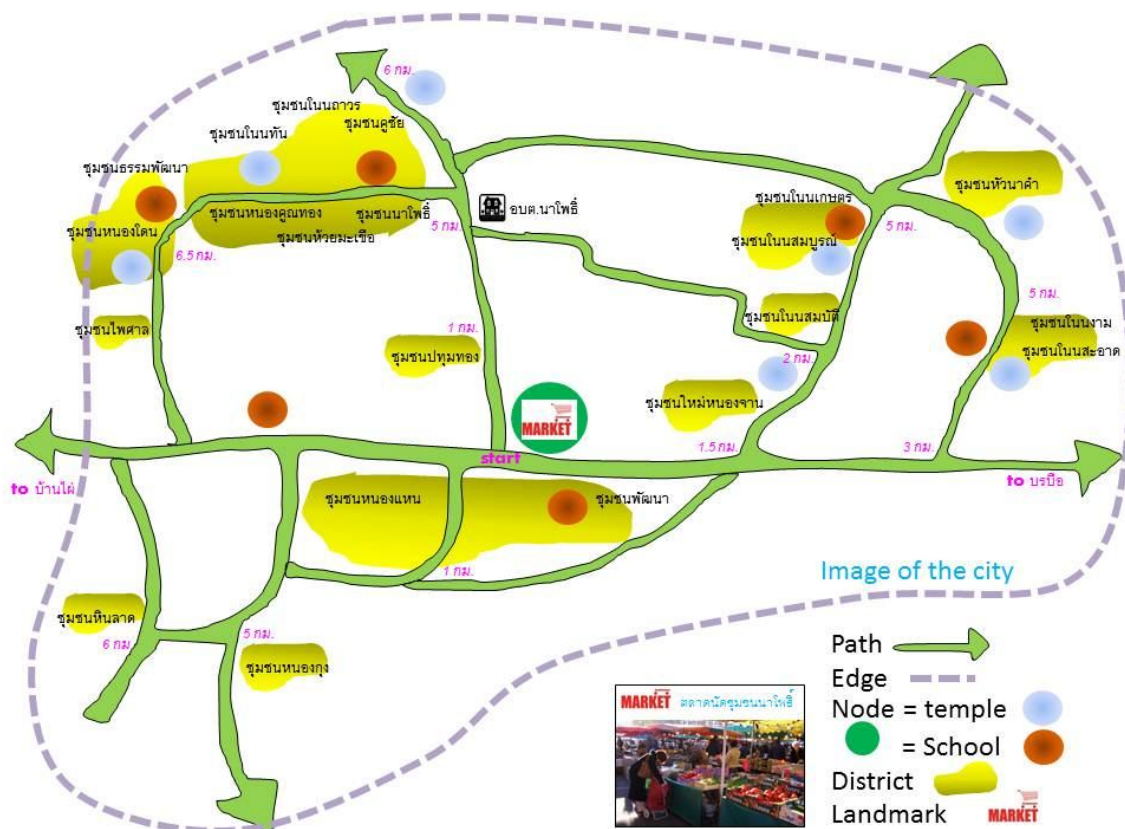 6 กม.
ชุมชนโนนถาวร
ชุมชนคูชัย
ชุมชนโนนทัน
ชุมชนธรรมพัฒนา
ชุมชนหัวนาคำ
ชุมชนโนนเกษตร
ชุมชนหนองคูณทอง
ชุมชนนาโพธิ์
อบต.นาโพธิ์
ชุมชนหนองโดน
ชุมชนห้วยมะเขือ
5 กม.
5 กม.
ชุมชนโนนสมบูรณ์
6.5 กม.
5 กม.
ชุมชนไพศาล
1 กม.
ชุมชนโนนสมบัติ
ชุมชนโนนงาม
ชุมชนปทุมทอง
2 กม.
ชุมชนโนนสะอาด
ชุมชนใหม่หนองจาน
MARKET
start
1.5 กม.
3 กม.
to บ้านไผ่
to บรบือ
ชุมชนหนองแหน
ชุมชนพัฒนา
1 กม.
Image of the city
ชุมชนหินลาด
6 กม.
5 กม.
ชุมชนหนองกุง
MARKET ตลาดนัดชุมชนนาโพธิ์
Path
Edge
Node = temple
= School
District
Landmark MARKET